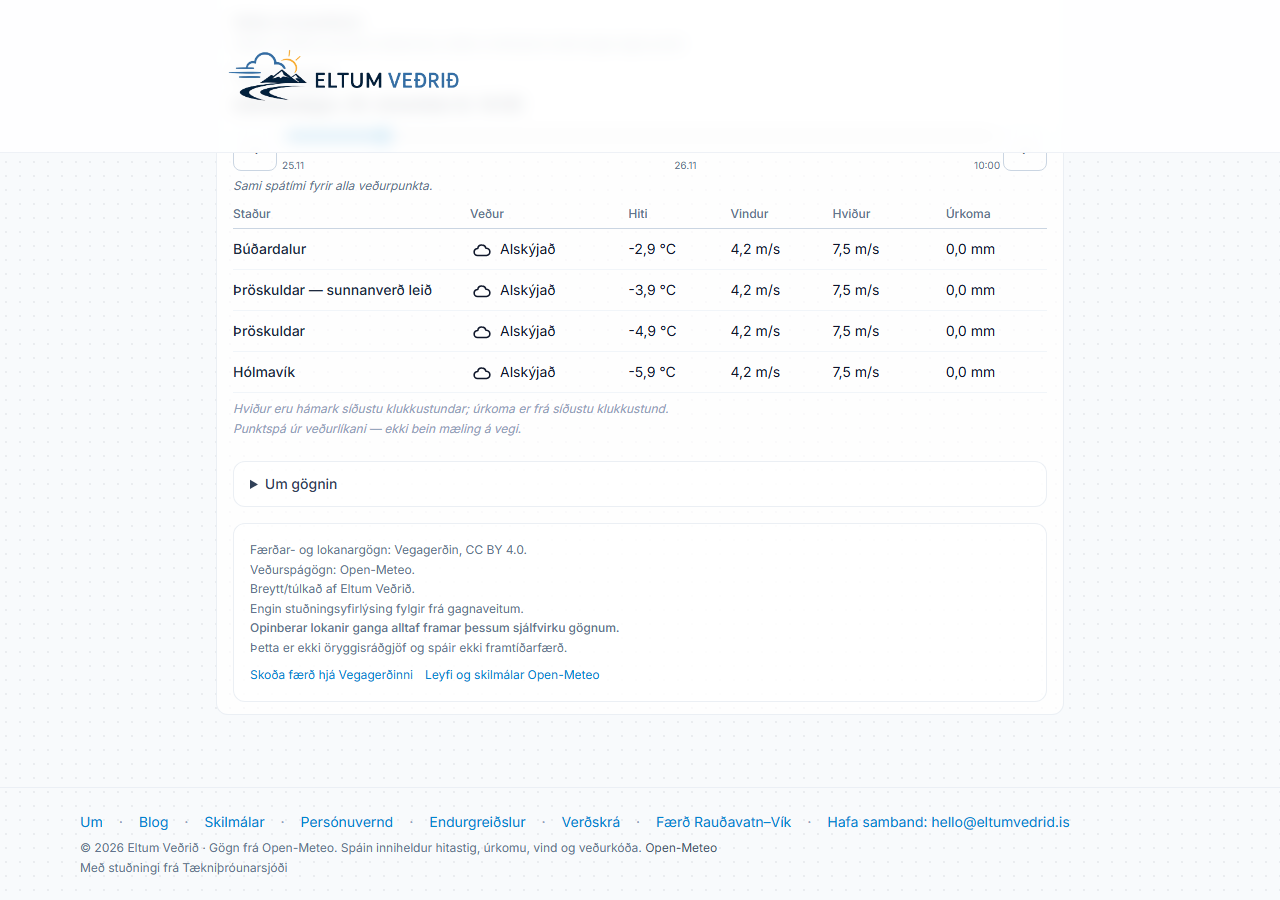 ELTUM VEÐRIÐ
25.11 26.11 10:00
Sami spátími fyrir alla veðurpunkta.
Staður Veður Hiti Vindur Hviður Úrkoma
Búðardalur Alskýjað -2,9 °C 4,2 m/s 7,5 m/s 0,0 mm
Þröskuldar — sunnanverð leið Alskýjað -3,9 °C 4,2 m/s 7,5 m/s 0,0 mm
Þröskuldar Alskýjað -4,9 °C 4,2 m/s 7,5 m/s 0,0 mm
Hólmavík Alskýjað -5,9 °C 4,2 m/s 7,5 m/s 0,0 mm
Hviður eru hámark síðustu klukkustundar; úrkoma er frá síðustu klukkustund.
Punktspá úr veðurlíkani — ekki bein mæling á vegi.
Um gögnin
Færðar- og lokanargögn: Vegagerðin, CC BY 4.0.
Veðurspágögn: Open-Meteo.
Breytt/túlkað af Eltum Veðrið.
Engin stuðningsyfirlýsing fylgir frá gagnaveitum.
Opinberar lokanir ganga alltaf framar þessum sjálfvirku gögnum.
Þetta er ekki öryggisráðgjöf og spáir ekki framtíðarfærð.
Skoða færð hjá Vegagerðinni Leyfi og skilmálar Open-Meteo
Um · Blog · Skilmálar · Persónuvernd · Endurgreiðslur · Verðskrá · Færð Rauðavatn–Vík · Hafa samband: hello@eltumvedrid.is
© 2026 Eltum Veðrið · Gögn frá Open-Meteo. Spáin inniheldur hitastig, úrkomu, vind og veðurkóða. Open-Meteo
Með stuðningi frá Tækniþróunarsjóði